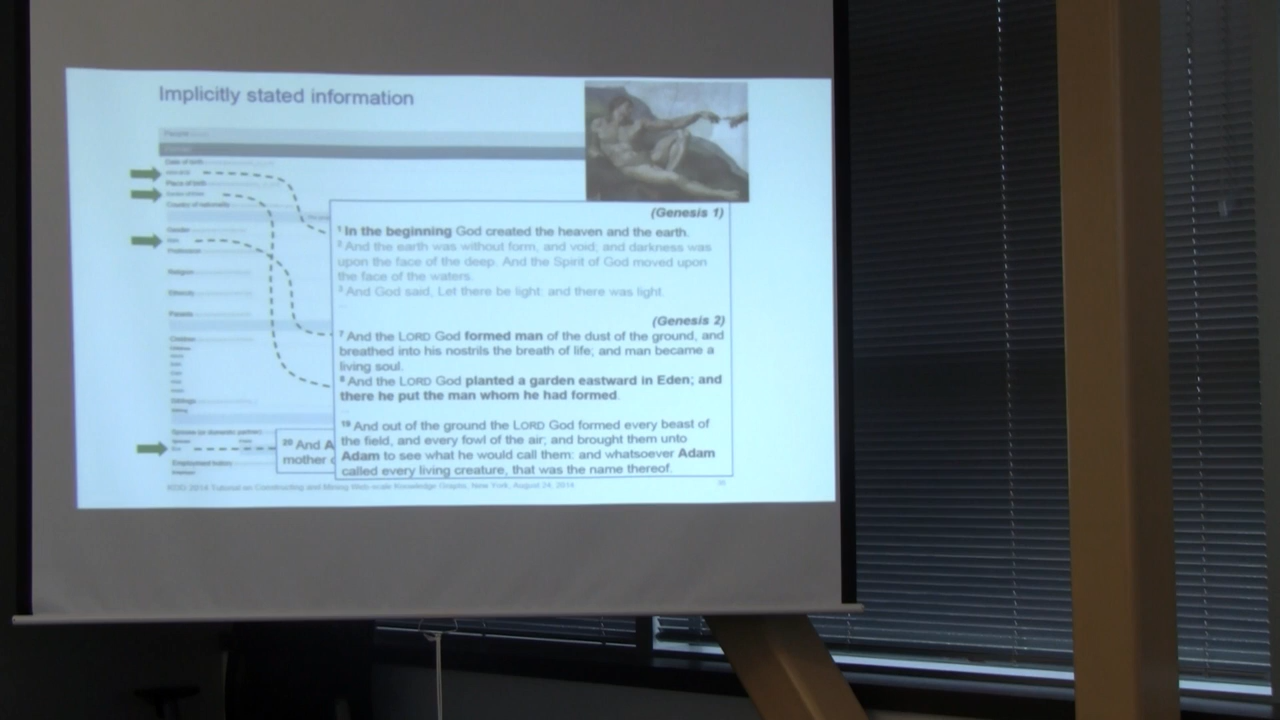 Implicitly stated information
Date of birth
Place of birth
Country of nationality
Gender
Profession
Religion
Ethnicity
Parents
Children
Siblings
Spouse (or domestic partner)
Employment history
(Genesis 1)
1 In the beginning God created the heaven and the earth.
2 And the earth was without form, and void; and darkness was
upon the face of the deep. And the Spirit of God moved upon
the face of the waters.
3 And God said, Let there be light: and there was light.
(Genesis 2)
7 And the LORD God formed man of the dust of the ground, and
breathed into his nostrils the breath of life; and man became a
living soul.
8 And the LORD God planted a garden eastward in Eden; and
there he put the man whom he had formed.
19 And out of the ground the LORD God formed every beast of
the field, and every fowl of the air; and brought them unto
Adam to see what he would call them: and whatsoever Adam
called every living creature, that was the name thereof.
20 And A
mother
KDD 2014 Tutorial on Constructing and Mining Web-scale Knowledge Graphs, New York, August 24, 2014